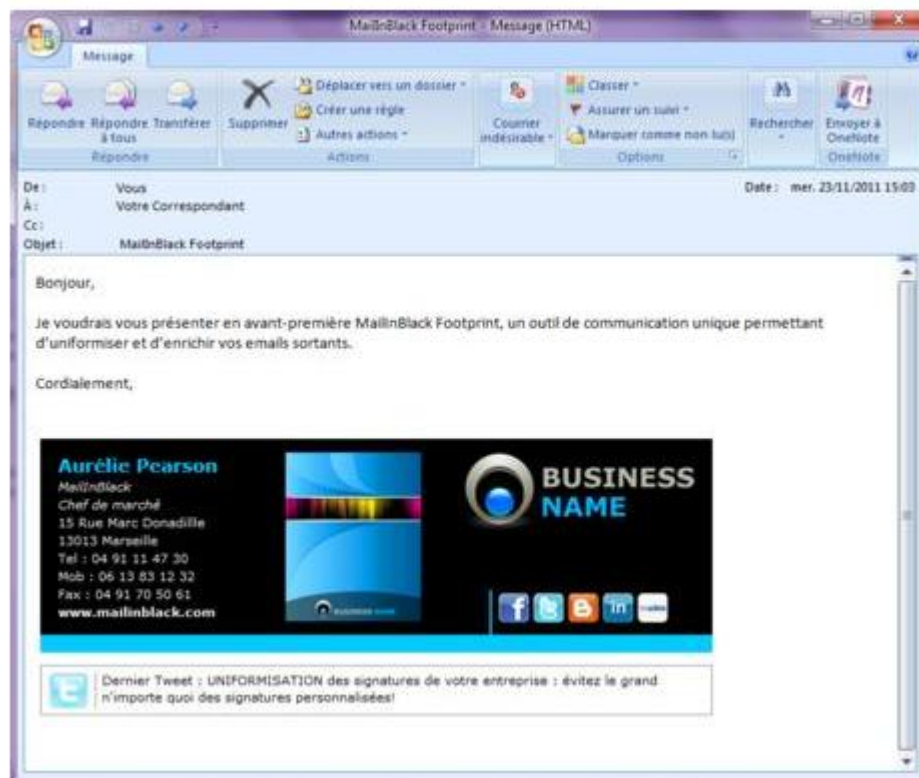 MailInBlack Footprint - Message (HTML)
Message
Répondre Répondre à tous Transférer
Répondre
Supprimer
Déplacer vers un dossier
Créer une règle
Autres actions
Actions
Courrier indésirable
Classer
Assurer un suivi
Marquer comme non lu(s)
Options
Rechercher
Envoyer à OneNote
OneNote
De : Vous
Date : mer. 23/11/2011 15:03
À : Votre Correspondant
Cc :
Objet : MailInBlack Footprint
Bonjour,
Je voudrais vous présenter en avant-première MailInBlack Footprint, un outil de communication unique permettant
d'uniformiser et d'enrichir vos emails sortants.
Cordialement,
Aurélie Pearson
MailInBlack
Chef de marché
15 Rue Marc Donadille
13013 Marseille
Tel : 04 91 11 47 30
Mob : 06 13 83 12 32
Fax : 04 91 70 50 61
www.mailinblack.com
BUSINESS NAME
BUSINESS
NAME
f
in
Dernier Tweet : UNIFORMISATION des signatures de votre entreprise : évitez le grand
n'importe quoi des signatures personnalisées!